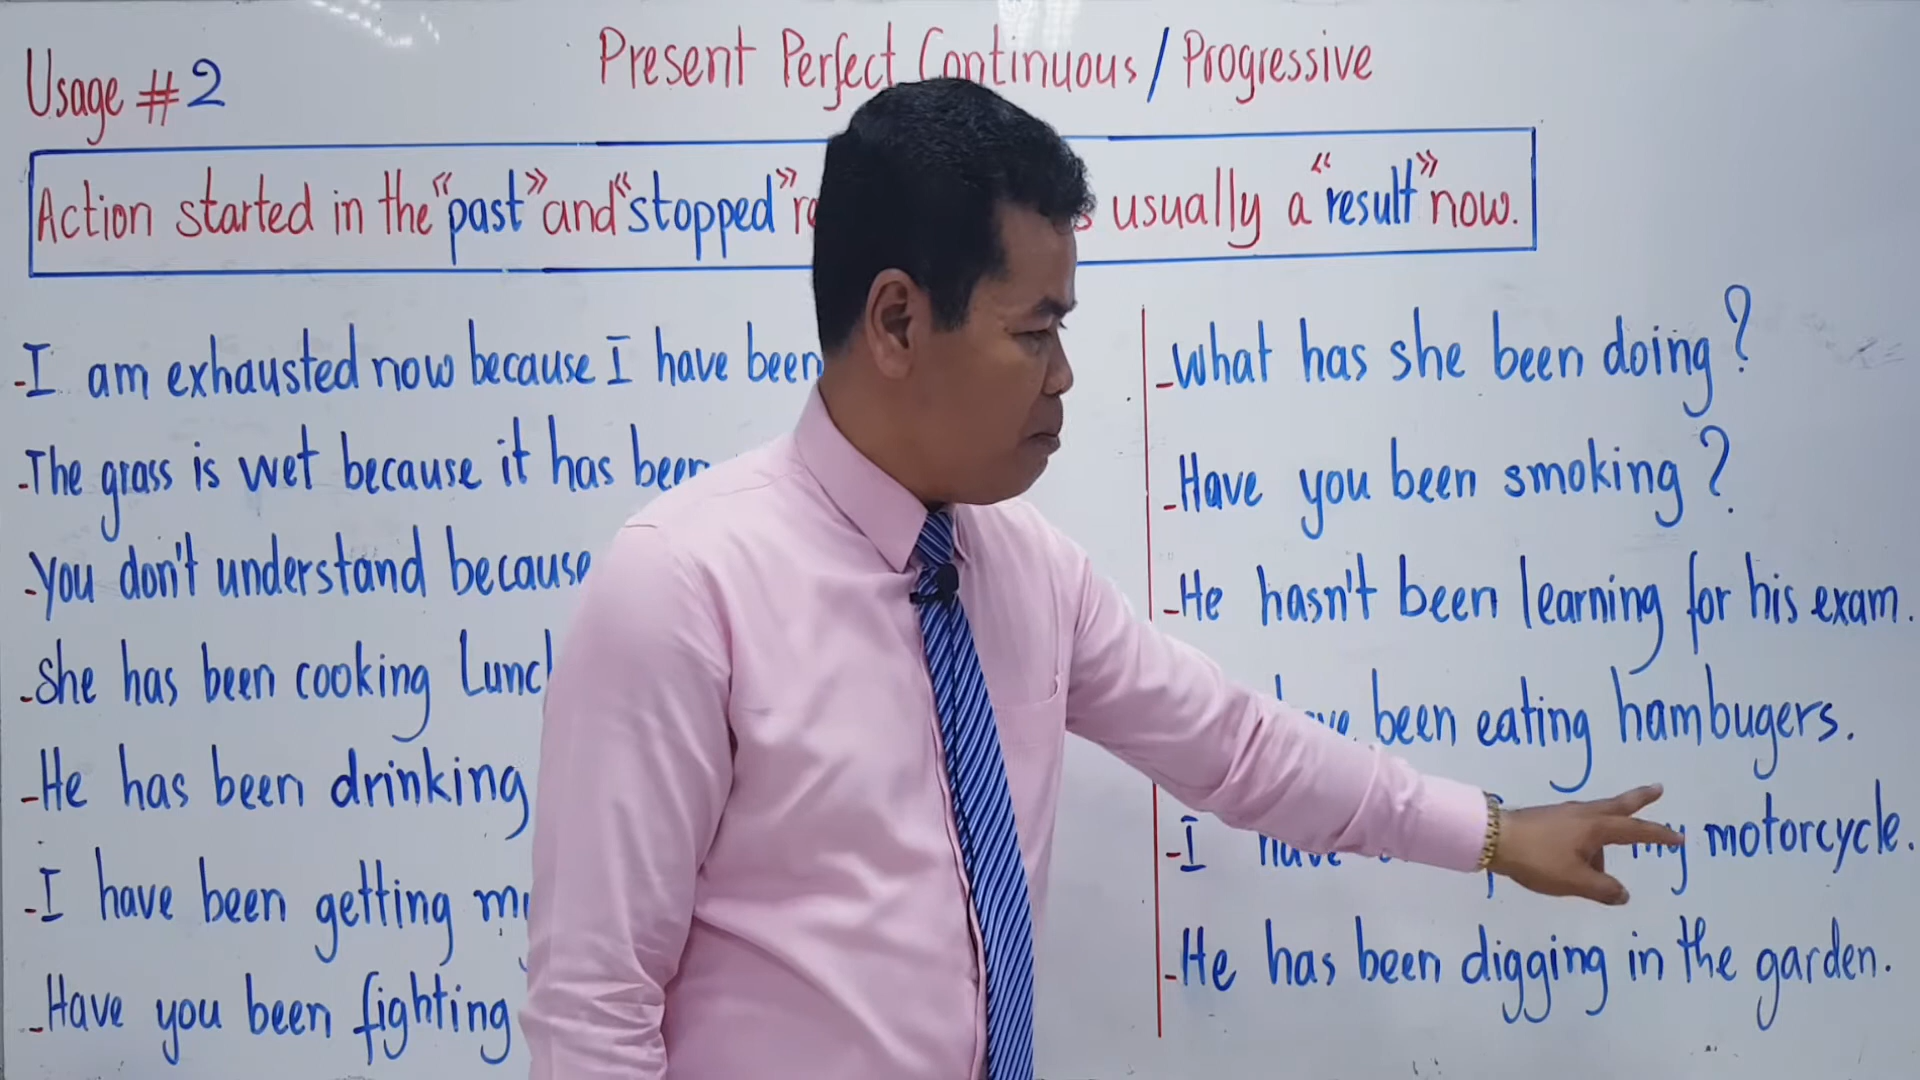 Usage #2
Present Perfect Continuous / Progressive
Action started in the "past" and "stopped" usually a "result" now.
-I am exhausted now because I have been
-The grass is wet because it has been
-you don't understand because
-She has been cooking
-He has been drinking
-I have been getting
-Have you been fighting
-What has she been doing?
-Have you been smoking?
-He hasn't been learning for his exam.
been eating hambugers.
-I have my motorcycle.
-He has been digging in the garden.